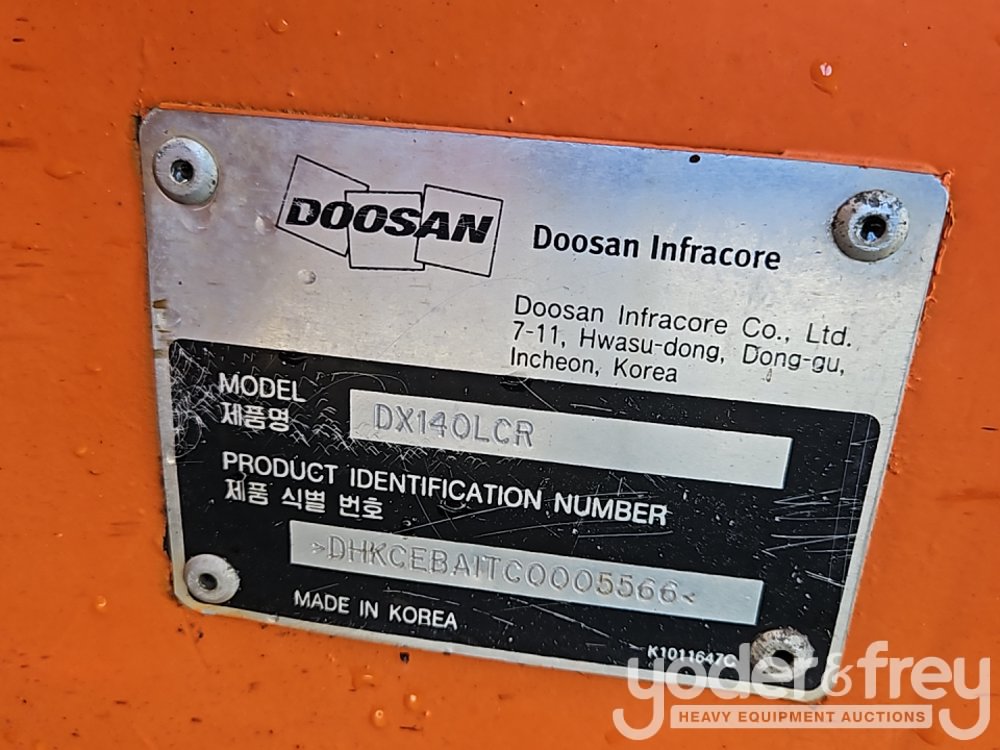 DOOSAN
Doosan Infracore
Doosan Infracore Co., Ltd.
7-11, Hwasu-dong, Dong-gu,
Incheon, Korea
MODEL
제품명
DX140LCR
PRODUCT IDENTIFICATION NUMBER
제품 식별 번호
>DHKCEBAITC0005566<
MADE IN KOREA
K1011647C
yoder&frey
HEAVY EQUIPMENT AUCTIONS